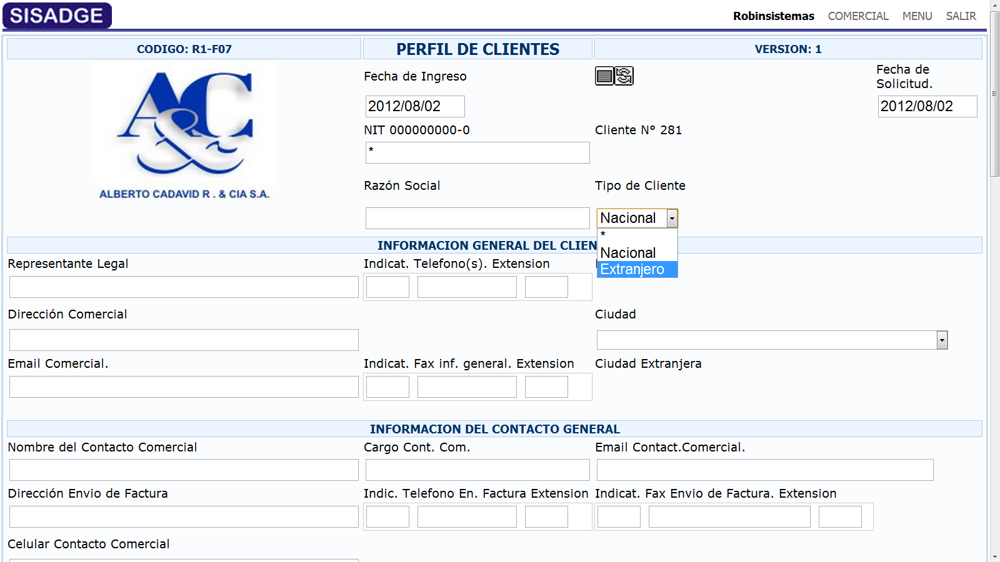 SISADGE
Robinsistemas COMERCIAL MENU SALIR
CODIGO: R1-F07 PERFIL DE CLIENTES VERSION: 1
A&C
ALBERTO CADAVID R . & CIA S.A.
Fecha de Ingreso
Fecha de Solicitud.
2012/08/02
2012/08/02
NIT 000000000-0 Cliente N° 281
*
Razón Social Tipo de Cliente
Nacional
*
Nacional
Extranjero
INFORMACION GENERAL DEL CLIEN
Representante Legal Indicat. Telefono(s). Extension
Dirección Comercial Ciudad
Email Comercial. Indicat. Fax inf. general. Extension Ciudad Extranjera
INFORMACION DEL CONTACTO GENERAL
Nombre del Contacto Comercial Cargo Cont. Com. Email Contact.Comercial.
Dirección Envio de Factura Indic. Telefono En. Factura Extension Indicat. Fax Envio de Factura. Extension
Celular Contacto Comercial